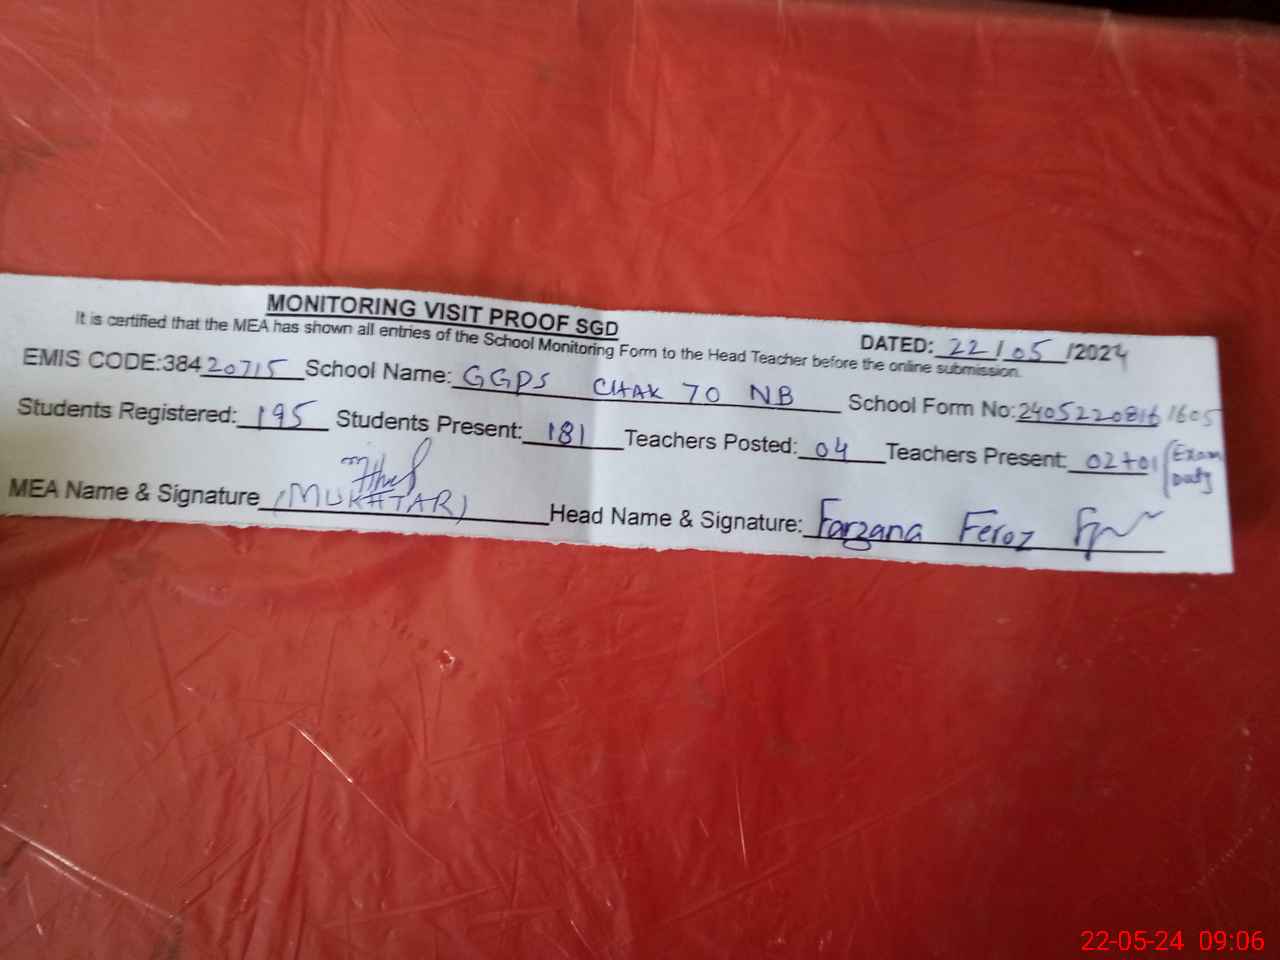 MONITORING VISIT PROOF SGD
It is certified that the MEA has shown all entries of the School Monitoring Form to the Head Teacher before the online submission.
DATED: 22/05/2024
EMIS CODE:38420715 School Name: GGPS CHAK 70 NB School Form No: 24052208161605
Students Registered: 195 Students Present: 181 Teachers Posted: 04 Teachers Present: 02+01 (Exam Duty
MEA Name & Signature (MUKHTAR) Head Name & Signature: Farzana Feroz
22-05-24 09:06